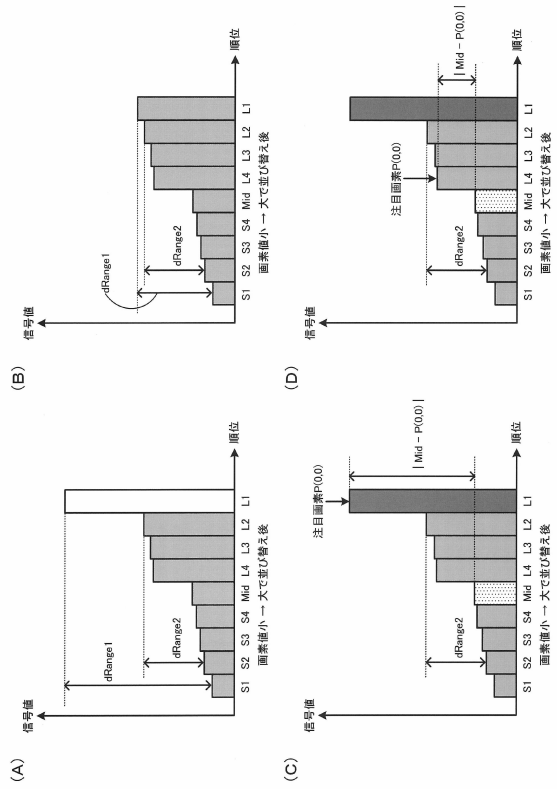 (A)
信号値
dRange1
dRange2
S1 S2 S3 S4 Mid L4 L3 L2 L1
順位
画素値小 → 大で並び替え後
(B)
信号値
dRange1
dRange2
S1 S2 S3 S4 Mid L4 L3 L2 L1
順位
画素値小 → 大で並び替え後
(C)
信号値
注目画素P(0,0)
| Mid − P(0,0) |
dRange2
S1 S2 S3 S4 Mid L4 L3 L2 L1
順位
画素値小 → 大で並び替え後
(D)
信号値
注目画素P(0,0)
| Mid − P(0,0) |
dRange2
S1 S2 S3 S4 Mid L4 L3 L2 L1
順位
画素値小 → 大で並び替え後